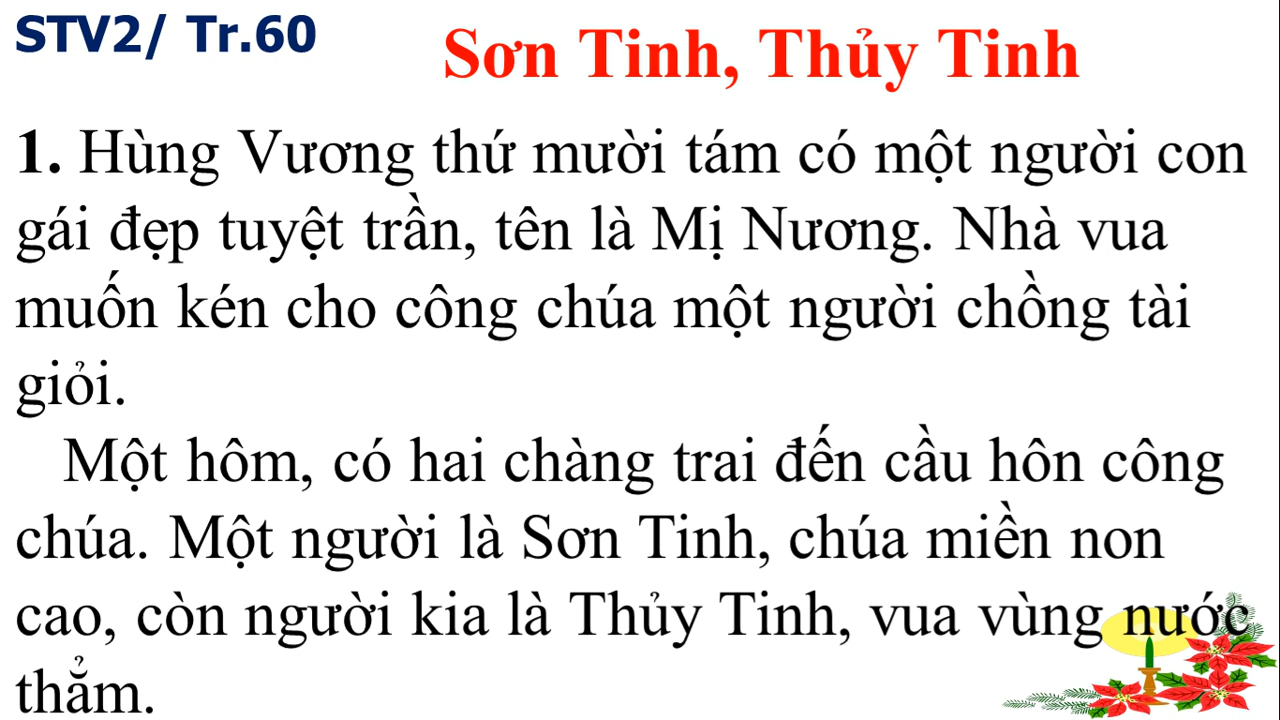 STV2/ Tr.60
Sơn Tinh, Thủy Tinh
1. Hùng Vương thứ mười tám có một người con
gái đẹp tuyệt trần, tên là Mị Nương. Nhà vua
muốn kén cho công chúa một người chồng tài
giỏi.
Một hôm, có hai chàng trai đến cầu hôn công
chúa. Một người là Sơn Tinh, chúa miền non
cao, còn người kia là Thủy Tinh, vua vùng nước
thẳm.